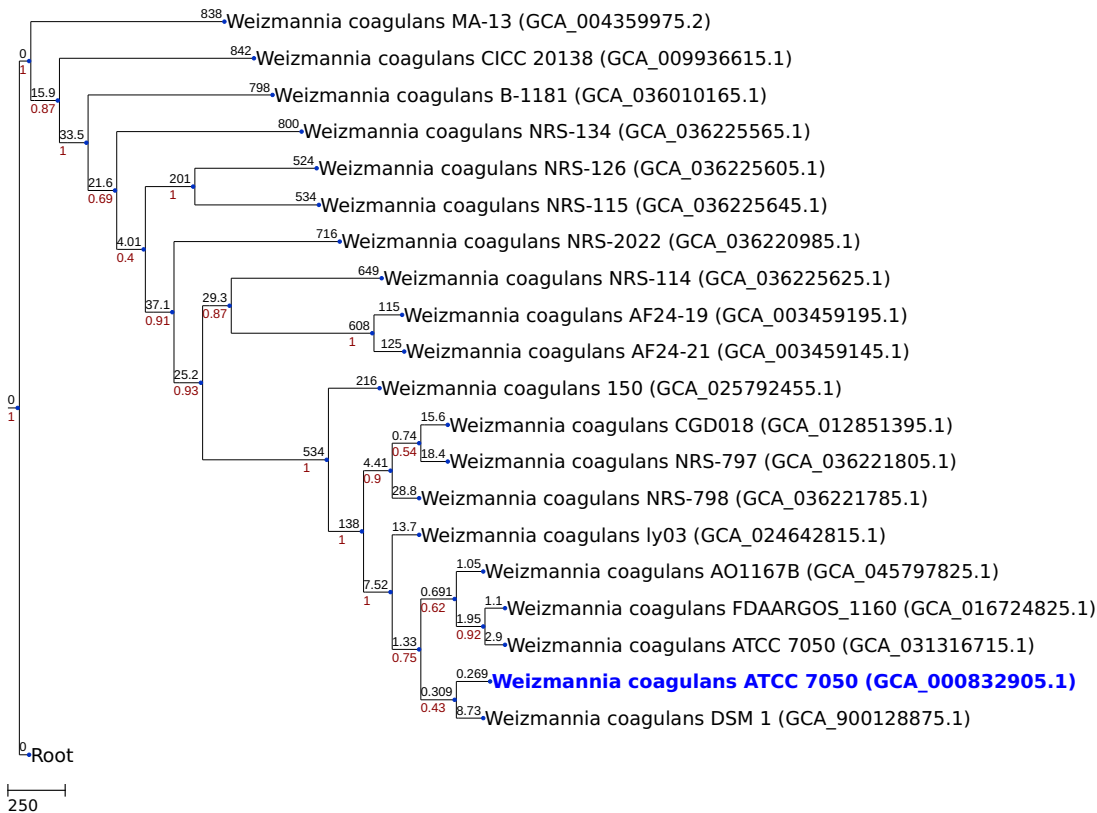 838 Weizmannia coagulans MA-13 (GCA_004359975.2)
842 Weizmannia coagulans CICC 20138 (GCA_009936615.1)
0
1
15.9
0.87
798 Weizmannia coagulans B-1181 (GCA_036010165.1)
33.5
1
800 Weizmannia coagulans NRS-134 (GCA_036225565.1)
524 Weizmannia coagulans NRS-126 (GCA_036225605.1)
21.6
0.69
201
1
534 Weizmannia coagulans NRS-115 (GCA_036225645.1)
4.01
0.4
716 Weizmannia coagulans NRS-2022 (GCA_036220985.1)
649 Weizmannia coagulans NRS-114 (GCA_036225625.1)
37.1
0.91
29.3
0.87
115 Weizmannia coagulans AF24-19 (GCA_003459195.1)
608
1
125 Weizmannia coagulans AF24-21 (GCA_003459145.1)
25.2
0.93
216 Weizmannia coagulans 150 (GCA_025792455.1)
0
1
15.6 Weizmannia coagulans CGD018 (GCA_012851395.1)
0.74
0.54
534
1
4.41
0.9
18.4 Weizmannia coagulans NRS-797 (GCA_036221805.1)
28.8 Weizmannia coagulans NRS-798 (GCA_036221785.1)
138
1
13.7 Weizmannia coagulans ly03 (GCA_024642815.1)
1.05 Weizmannia coagulans AO1167B (GCA_045797825.1)
7.52
1
0.691
0.62
1.1 Weizmannia coagulans FDAARGOS_1160 (GCA_016724825.1)
1.95
0.92
2.9 Weizmannia coagulans ATCC 7050 (GCA_031316715.1)
1.33
0.75
0.269 Weizmannia coagulans ATCC 7050 (GCA_000832905.1)
0.309
0.43
8.73 Weizmannia coagulans DSM 1 (GCA_900128875.1)
0 Root
250